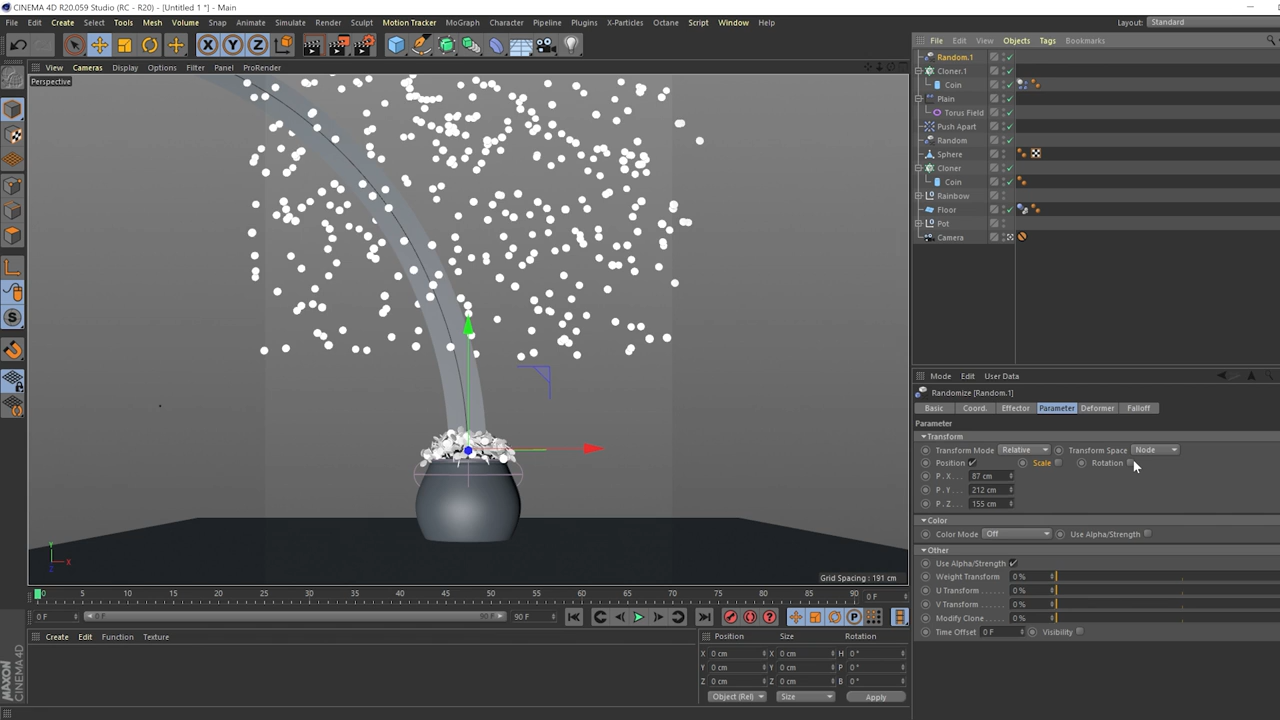 CINEMA 4D R20.059 Studio (RC - R20) - [Untitled 1 *] - Main
File Edit Create Select Tools Mesh Volume Snap Animate Simulate Render Sculpt Motion Tracker MoGraph Character Pipeline Plugins X-Particles Octane Script Window Help
Layout: Standard
X Y Z
File Edit View Objects Tags Bookmarks
View Cameras Display Options Filter Panel ProRender
Perspective
Random.1
Cloner.1
Coin
Plain
Torus Field
Push Apart
Random
Sphere
Cloner
Coin
Rainbow
Floor
Pot
Camera
Mode Edit User Data
Randomize [Random.1]
Basic Coord. Effector Parameter Deformer Falloff
Parameter
Transform
Transform Mode Relative Transform Space Node
Position Scale Rotation
P . X . . . 87 cm
P . Y . . . 212 cm
P . Z . . . 155 cm
Color
Color Mode Off Use Alpha/Strength
Other
Use Alpha/Strength
Weight Transform 0 %
U Transform 0 %
V Transform 0 %
Modify Clone 0 %
Time Offset 0 F Visibility
Y
X
Z
Grid Spacing : 191 cm
0 5 10 15 20 25 30 35 40 45 50 55 60 65 70 75 80 85 90 0 F
0 F 0 F 90 F 90 F
Create Edit Function Texture
Position Size Rotation
X 0 cm X 0 cm H 0 °
Y 0 cm Y 0 cm P 0 °
Z 0 cm Z 0 cm B 0 °
Object (Rel) Size Apply
MAXON CINEMA 4D